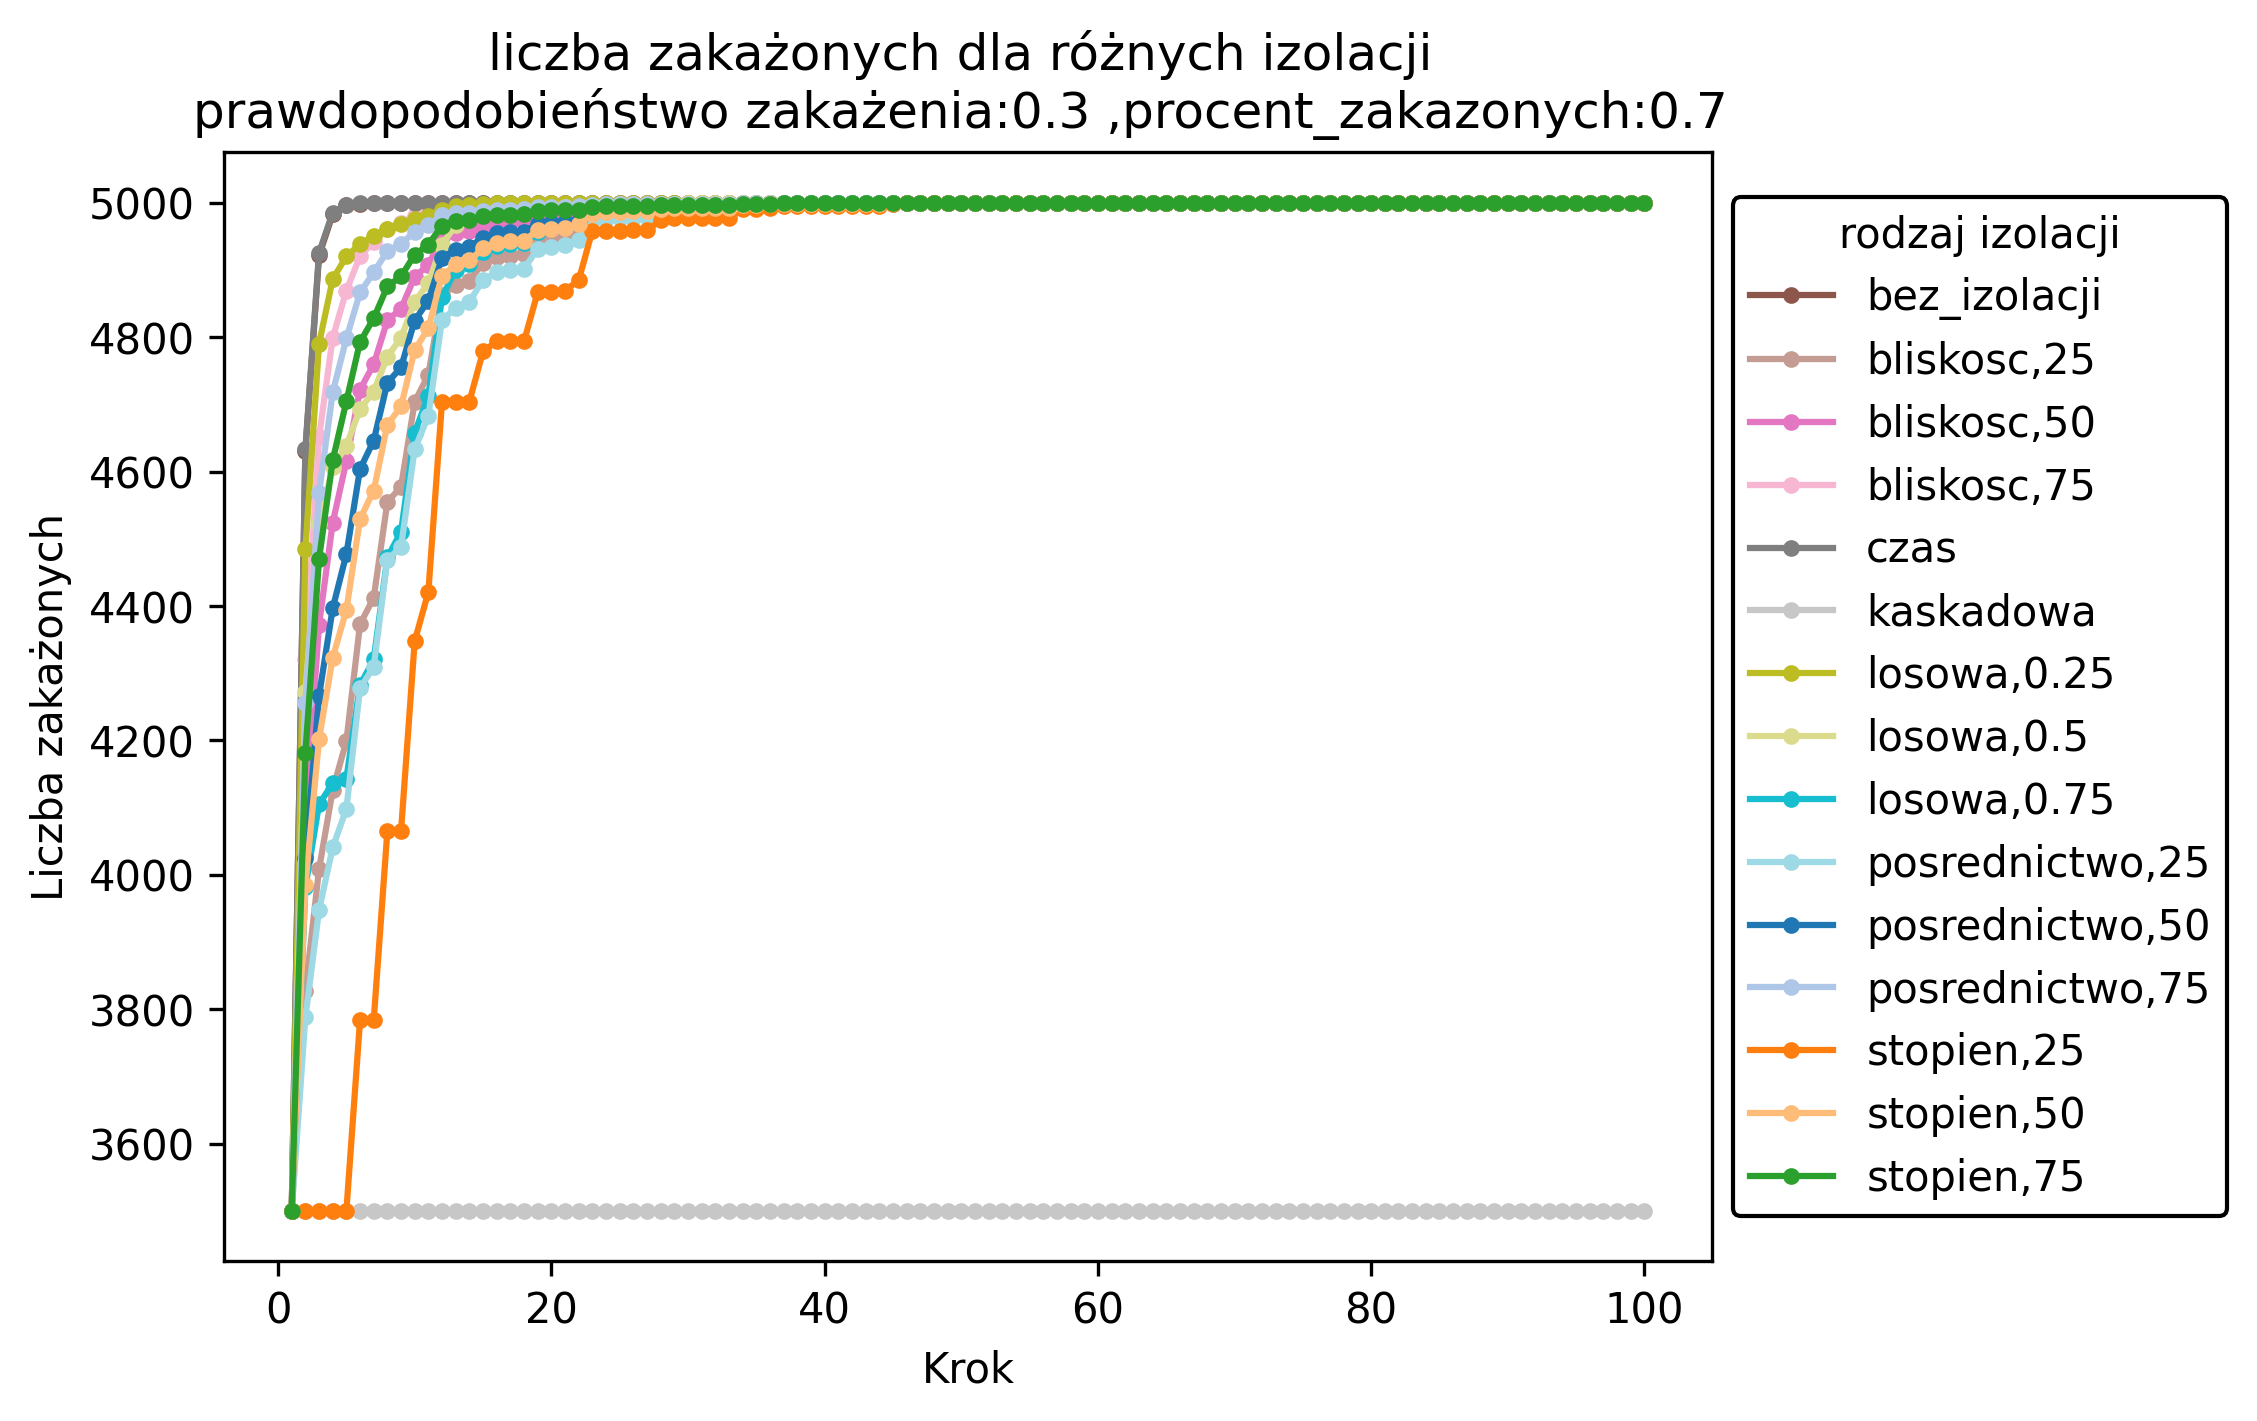 liczba zakażonych dla różnych izolacji
prawdopodobieństwo zakażenia:0.3 ,procent_zakazonych:0.7
5000
4800
4600
4400
4200
4000
3800
3600
Liczba zakażonych
0 20 40 60 80 100
Krok
rodzaj izolacji
bez_izolacji
bliskosc,25
bliskosc,50
bliskosc,75
czas
kaskadowa
losowa,0.25
losowa,0.5
losowa,0.75
posrednictwo,25
posrednictwo,50
posrednictwo,75
stopien,25
stopien,50
stopien,75